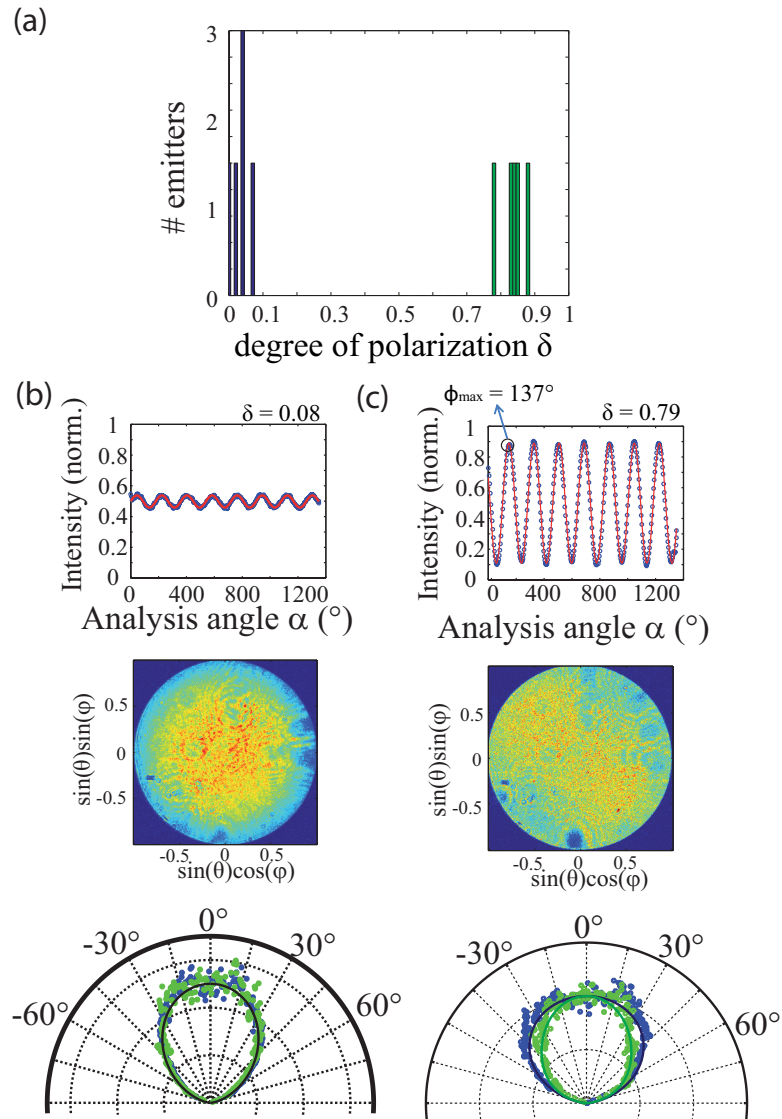 (a)
3
2
1
0
# emitters
0 0.1 0.3 0.5 0.7 0.9 1
degree of polarization δ
(b)
δ = 0.08
1
0.8
0.6
0.4
0.2
0
Intensity (norm.)
0 400 800 1200
Analysis angle α (°)
0.5
0
-0.5
sin(θ)sin(φ)
-0.5 0 0.5
sin(θ)cos(φ)
0°
-30° 30°
-60° 60°
(c)
ϕmax = 137°
δ = 0.79
1
0.8
0.6
0.4
0.2
0
Intensity (norm.)
0 400 800 1200
Analysis angle α (°)
0.5
0
-0.5
sin(θ)sin(φ)
-0.5 0 0.5
sin(θ)cos(φ)
0°
-30° 30°
60°